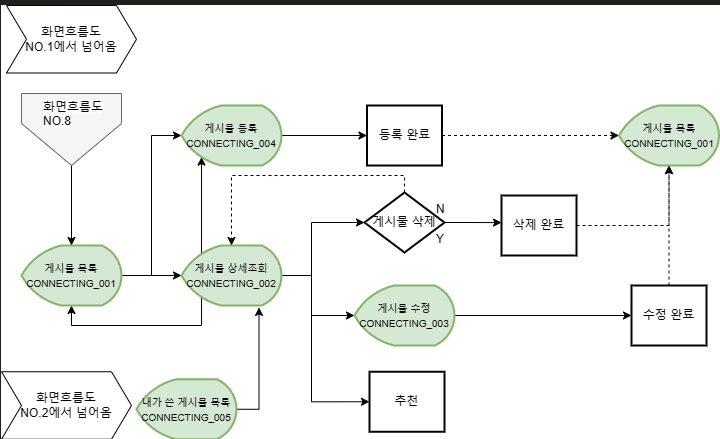 화면흐름도
NO.1에서 넘어옴
화면흐름도
NO.8
게시물 등록
CONNECTING_004
등록 완료
게시물 목록
CONNECTING_001
게시물 삭제
N
Y
삭제 완료
게시물 목록
CONNECTING_001
게시물 상세조회
CONNECTING_002
게시물 수정
CONNECTING_003
수정 완료
화면흐름도
NO.2에서 넘어옴
내가 쓴 게시물 목록
CONNECTING_005
추천